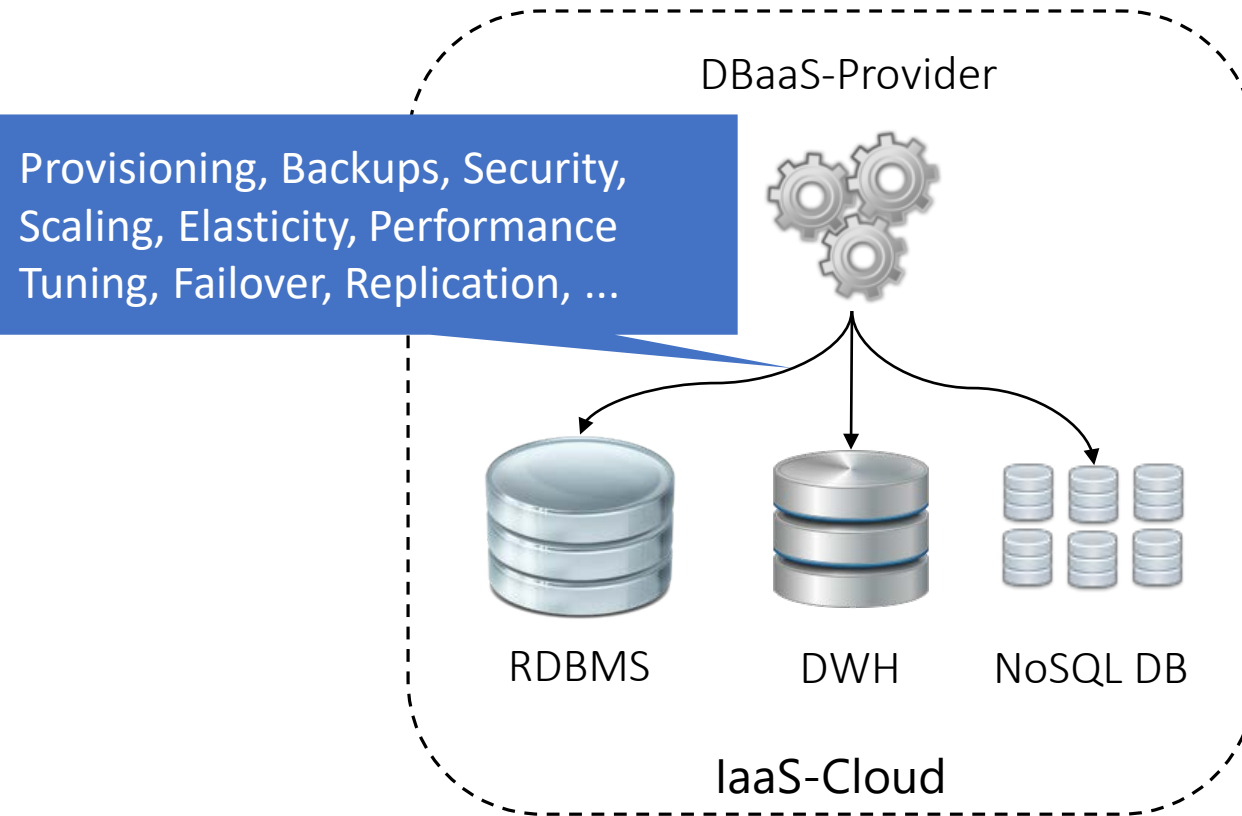 DBaaS-Provider
Provisioning, Backups, Security,
Scaling, Elasticity, Performance
Tuning, Failover, Replication, ...
RDBMS
DWH
NoSQL DB
IaaS-Cloud